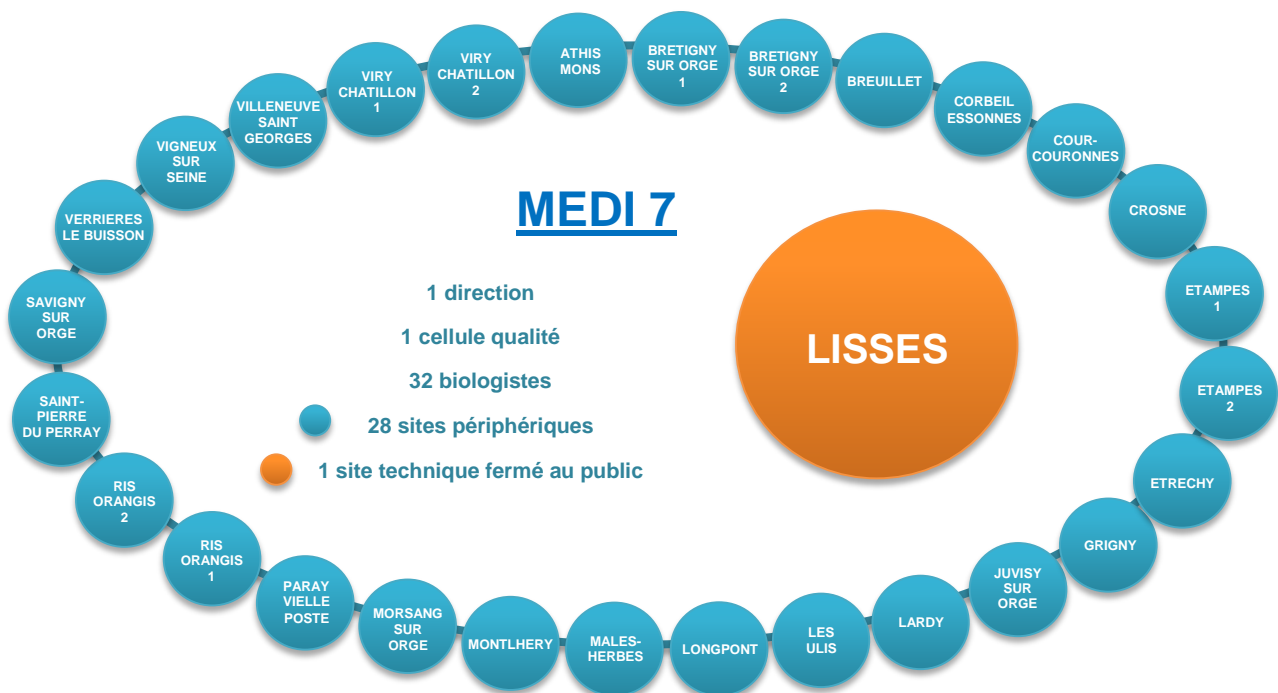 ATHIS
MONS
BRETIGNY
SUR ORGE
1
BRETIGNY
SUR ORGE
2
BREUILLET
CORBEIL
ESSONNES
COUR-
COURONNES
CROSNE
ETAMPES
1
ETAMPES
2
ETRECHY
GRIGNY
JUVISY
SUR
ORGE
LARDY
LES
ULIS
LONGPONT
MALES-
HERBES
MONTLHERY
MORSANG
SUR
ORGE
PARAY
VIELLE
POSTE
RIS
ORANGIS
1
RIS
ORANGIS
2
SAINT-
PIERRE
DU PERRAY
SAVIGNY
SUR
ORGE
VERRIERES
LE BUISSON
VIGNEUX
SUR
SEINE
VILLENEUVE
SAINT
GEORGES
VIRY
CHATILLON
1
VIRY
CHATILLON
2
MEDI 7
1 direction
1 cellule qualité
32 biologistes
28 sites périphériques
1 site technique fermé au public
LISSES